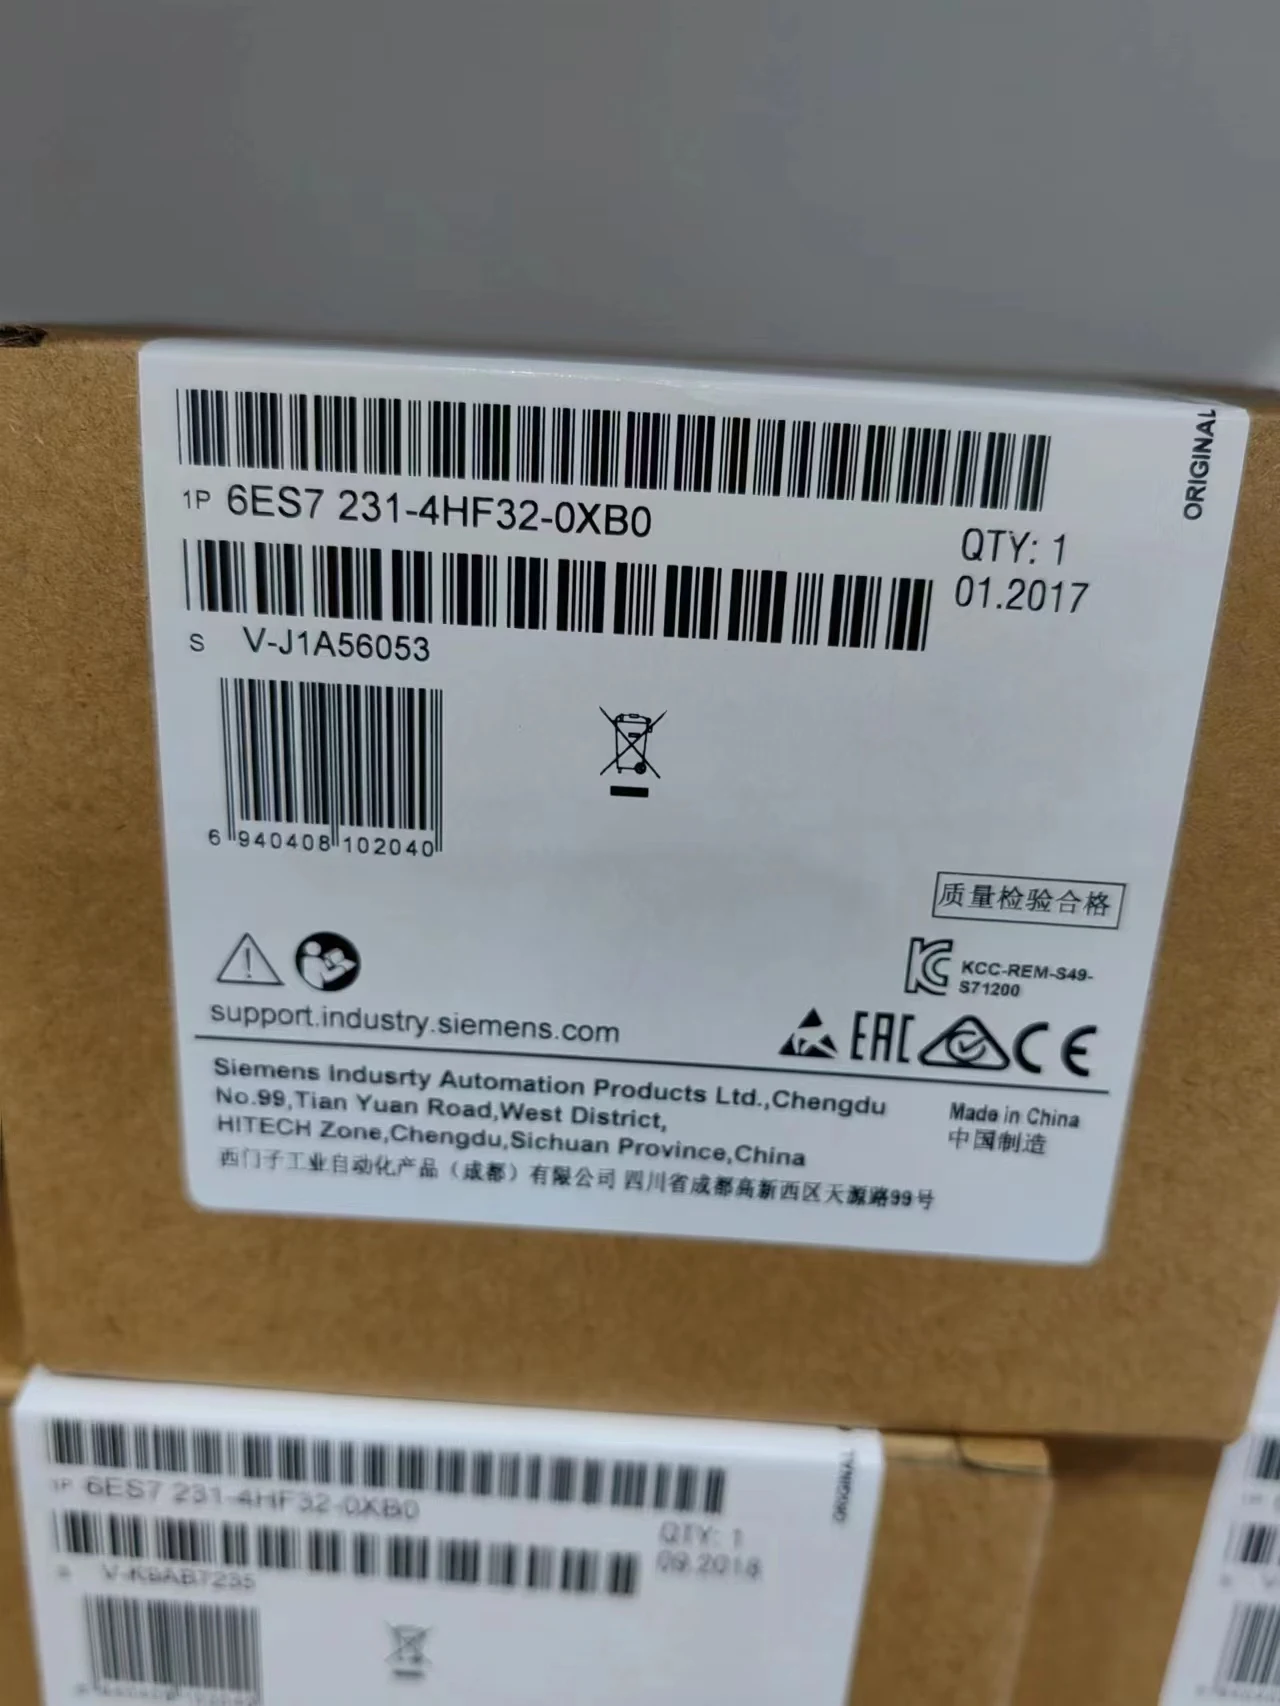 ORIGINAL
1P 6ES7 231-4HF32-0XB0
QTY: 1
01.2017
S V-J1A56053
6 940408 102040
质量检验合格
KCC-REM-S49-
S71200
support.industry.siemens.com
EAC
CE
Siemens Indusrty Automation Products Ltd.,Chengdu
No.99,Tian Yuan Road,West District,
HITECH Zone,Chengdu,Sichuan Province,China
西门子工业自动化产品（成都）有限公司 四川省成都高新西区天源路99号
Made in China
中国制造
ORIGINAL
1P 6ES7 231-4HF32-0XB0
QTY: 1
09.2018